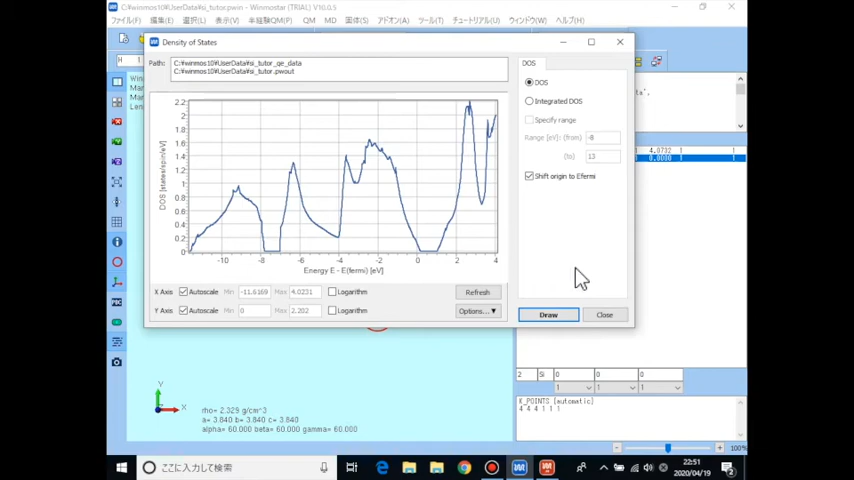 C:¥winmos10¥UserData¥si_tutor.pwin - Winmostar (TRIAL) V10.0.5
ファイル(F) 編集(E) 選択(L) 表示(V) 半経験(P) QM MD 固体(S) アドオン(A) ツール(T) チュートリアル(U) ウィンドウ(W) ヘルプ(H)
H 1
Density of States
Path:
C:¥winmos10¥UserData¥si_tutor_qe_data
C:¥winmos10¥UserData¥si_tutor.pwout
DOS
DOS
Integrated DOS
Specify range
Range [eV]: (from) -8
(to) 13
Shift origin to Efermi
DOS [states/spin/eV]
2.2
2
1.8
1.6
1.4
1.2
1
0.8
0.6
0.4
0.2
0
-10 -8 -6 -4 -2 0 2 4
Energy E - E(fermi) [eV]
X Axis Autoscale Min -11.6169 Max 4.0231 Logarithm Refresh
Y Axis Autoscale Min 0 Max 2.202 Logarithm Options... ▼
Draw Close
4.0732 1
0.0000 1
2 Si 0 0 0
1 1 1
K_POINTS {automatic}
4 4 4 1 1 1
Y
X
rho= 2.329 g/cm^3
a= 3.840 b= 3.840 c= 3.840
alpha= 60.000 beta= 60.000 gamma= 60.000
100%
ここに入力して検索
22:51
2020/04/19
2